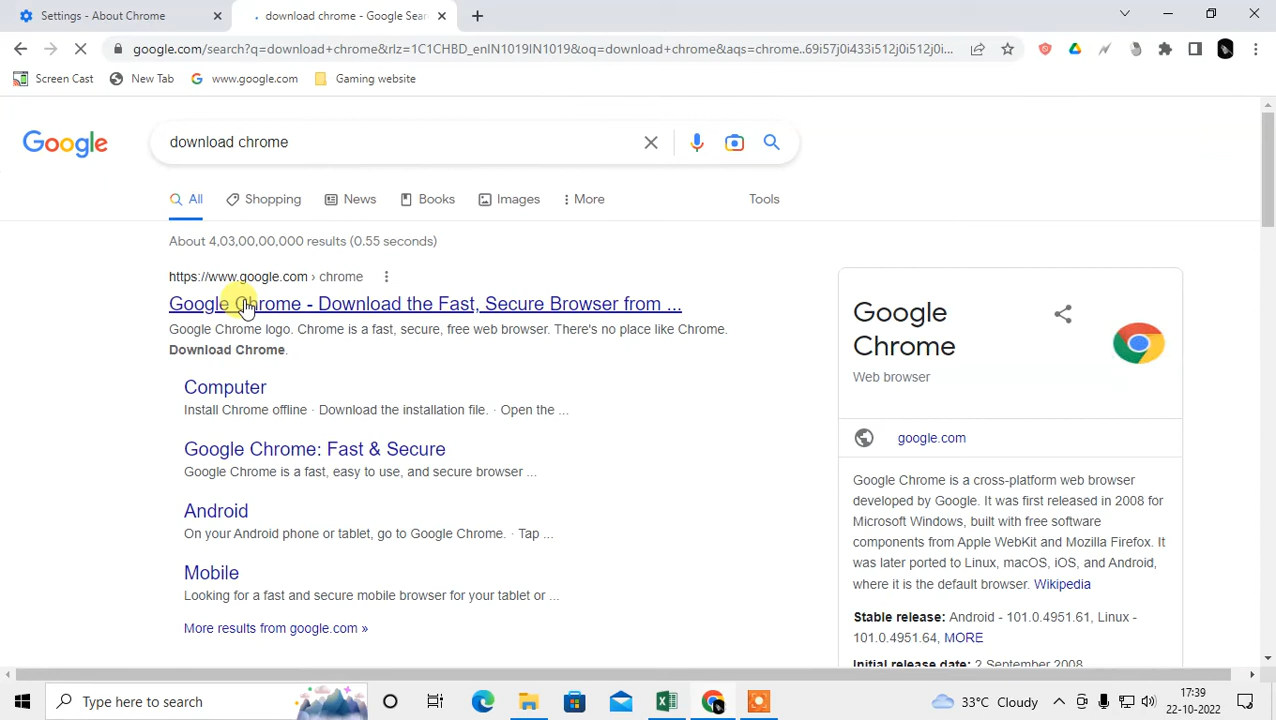 Settings - About Chrome
download chrome - Google Sear
google.com/search?q=download+chrome&rlz=1C1CHBD_enIN1019IN1019&oq=download+chrome&aqs=chrome..69i57j0i433i512j0i512j0i...
Screen Cast
New Tab
www.google.com
Gaming website
Google
download chrome
All
Shopping
News
Books
Images
More
Tools
About 4,03,00,00,000 results (0.55 seconds)
https://www.google.com › chrome
Google Chrome - Download the Fast, Secure Browser from ...
Google Chrome logo. Chrome is a fast, secure, free web browser. There's no place like Chrome.
Download Chrome.
Computer
Install Chrome offline · Download the installation file. · Open the ...
Google Chrome: Fast & Secure
Google Chrome is a fast, easy to use, and secure browser ...
Android
On your Android phone or tablet, go to Google Chrome. · Tap ...
Mobile
Looking for a fast and secure mobile browser for your tablet or ...
More results from google.com »
Google
Chrome
Web browser
google.com
Google Chrome is a cross-platform web browser
developed by Google. It was first released in 2008 for
Microsoft Windows, built with free software
components from Apple WebKit and Mozilla Firefox. It
was later ported to Linux, macOS, iOS, and Android,
where it is the default browser. Wikipedia
Stable release: Android - 101.0.4951.61, Linux -
101.0.4951.64, MORE
Initial release date: 2 September 2008
Type here to search
33°C Cloudy
17:39
22-10-2022